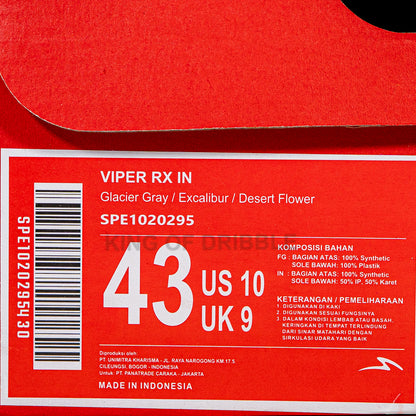 VIPER RX IN
Glacier Gray / Excalibur / Desert Flower
SPE1020295
KING OF DRIBBLE
SPE1020295430
43
US 10
UK 9
KOMPOSISI BAHAN
FG : BAGIAN ATAS: 100% Synthetic
SOLE BAWAH: 100% Plastik
IN : BAGIAN ATAS: 100% Synthetic
SOLE BAWAH: 50% IP, 50% Karet
KETERANGAN / PEMELIHARAAN
1. DIGUNAKAN DI KAKI
2. DIGUNAKAN SESUAI FUNGSINYA
3. DALAM KONDISI LEMBAB ATAU BASAH,
KERINGKAN DI TEMPAT TERLINDUNG
DARI SINAR MATAHARI DENGAN
SIRKULASI UDARA YANG BAIK
Diproduksi oleh:
PT. UNIMITRA KHARISMA - JL. RAYA NAROGONG KM.17.5
CILEUNGSI, BOGOR - INDONESIA
Untuk: PT. PANATRADE CARAKA - JAKARTA
MADE IN INDONESIA